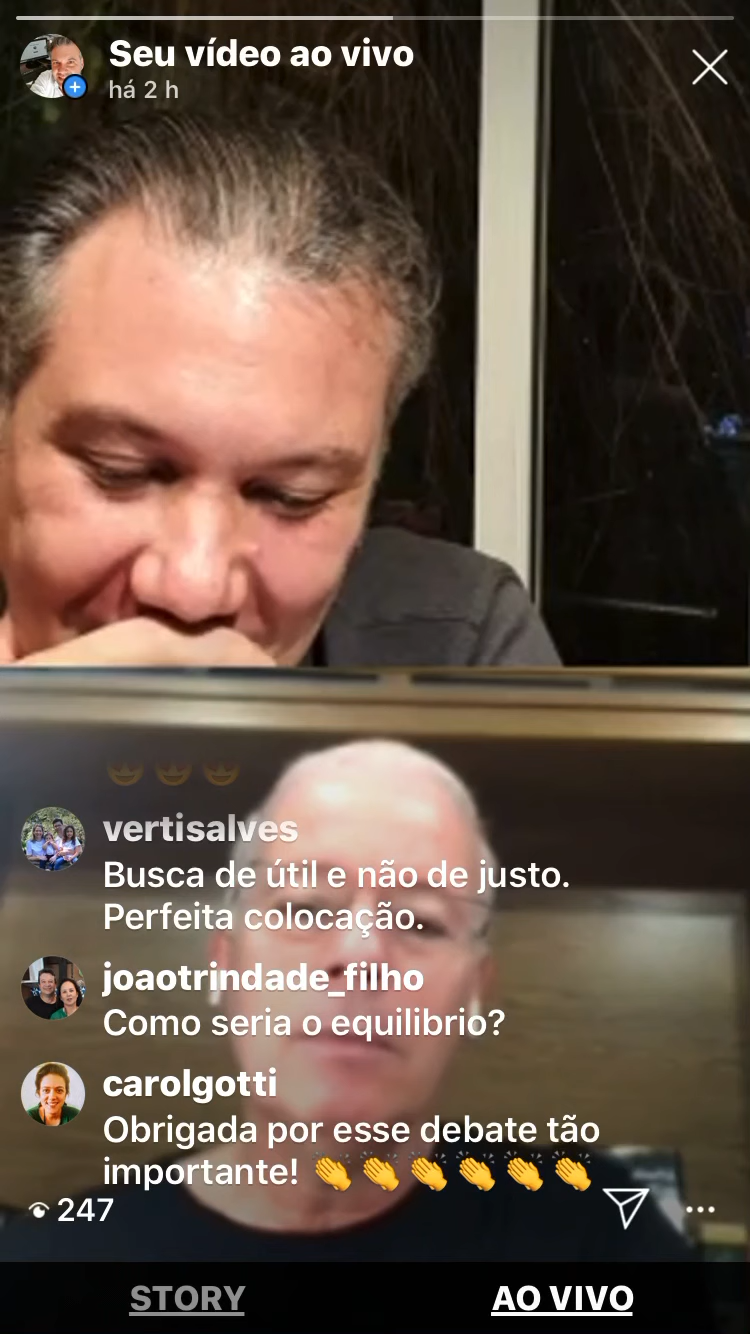 Seu vídeo ao vivo
há 2 h
vertisalves
Busca de útil e não de justo.
Perfeita colocação.
joaotrindade_filho
Como seria o equilibrio?
carolgotti
Obrigada por esse debate tão
importante! 👏👏👏👏👏👏
247
STORY
AO VIVO